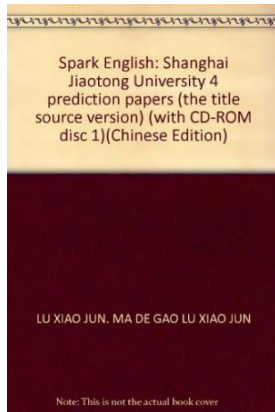 Spark English: Shanghai
Jiaotong University 4
prediction papers (the title
source version) (with CD-ROM
disc 1)(Chinese Edition)
LU XIAO JUN. MA DE GAO LU XIAO JUN
Note: This is not the actual book cover